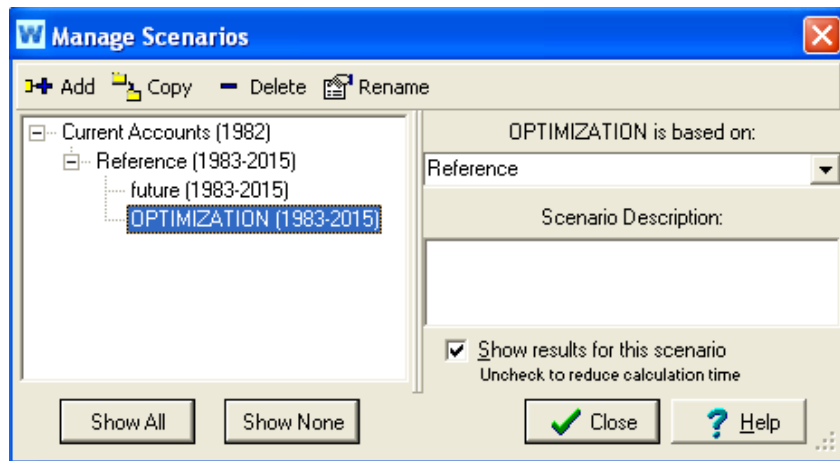 W Manage Scenarios
Add Copy Delete Rename
Current Accounts (1982)
Reference (1983-2015)
future (1983-2015)
OPTIMIZATION (1983-2015)
OPTIMIZATION is based on:
Reference
Scenario Description:
Show results for this scenario
Uncheck to reduce calculation time
Show All Show None Close ? Help